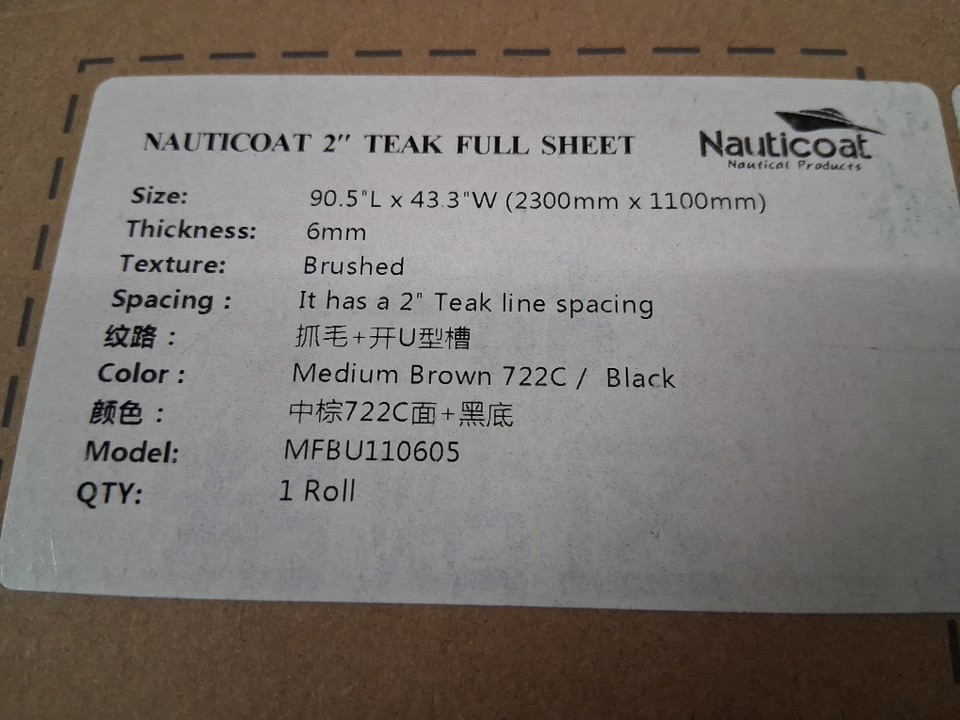 NAUTICOAT 2" TEAK FULL SHEET
Nauticoat
Nautical Products
Size: 90.5"L x 43.3"W (2300mm x 1100mm)
Thickness: 6mm
Texture: Brushed
Spacing : It has a 2" Teak line spacing
纹路： 抓毛+开U型槽
Color : Medium Brown 722C / Black
颜色： 中棕722C面+黑底
Model: MFBU110605
QTY: 1 Roll